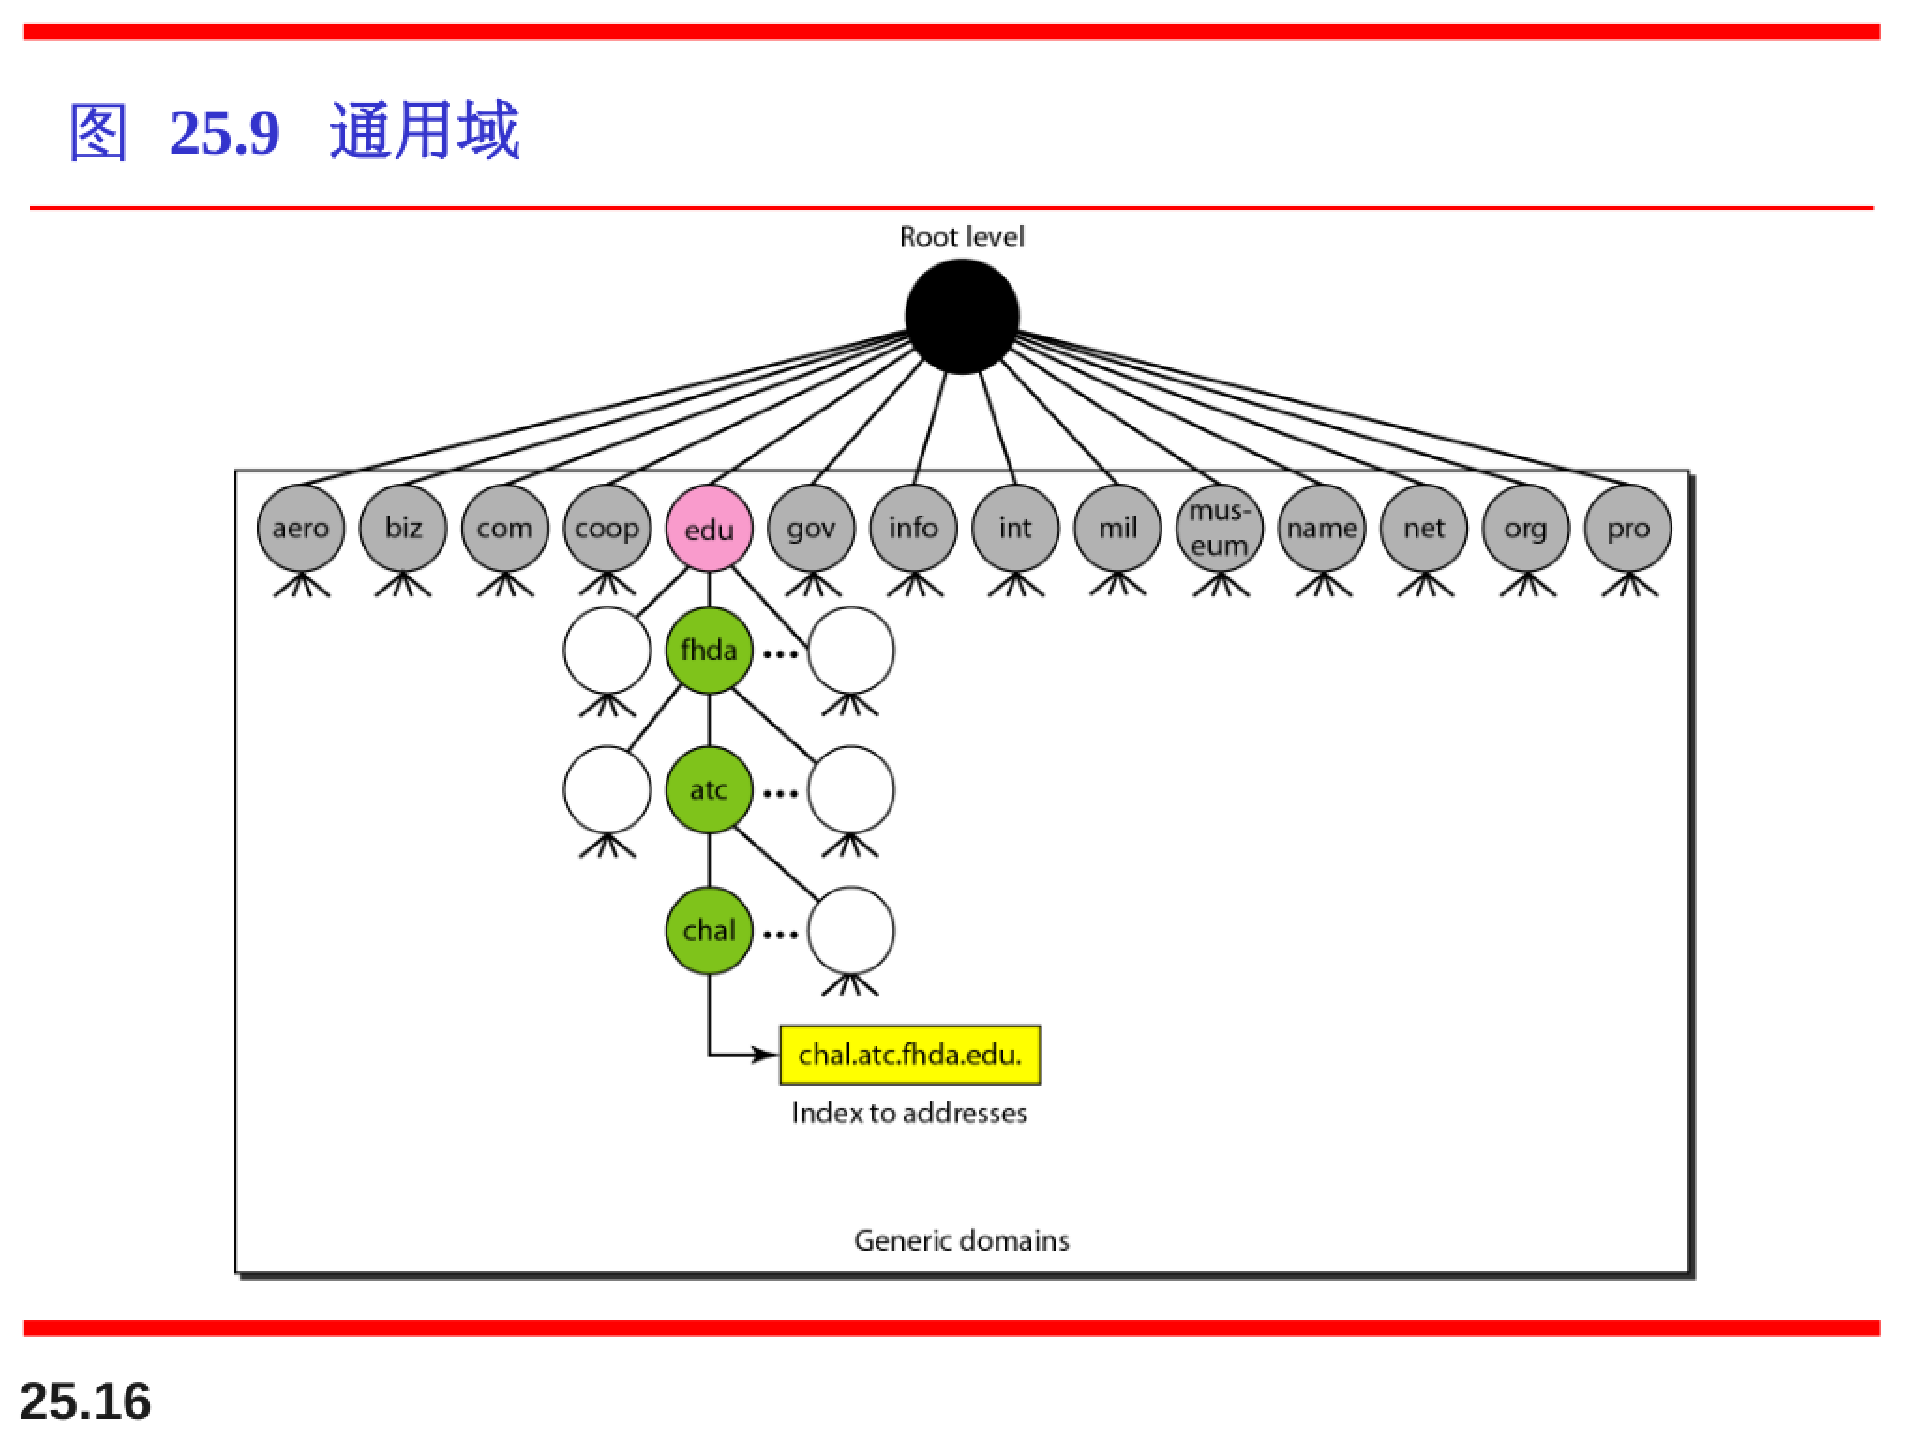 图 25.9 通用域
Root level
aero biz com coop edu gov info int mil mus-
eum name net org pro
fhda ...
atc ...
chal ...
chal.atc.fhda.edu.
Index to addresses
Generic domains
25.16